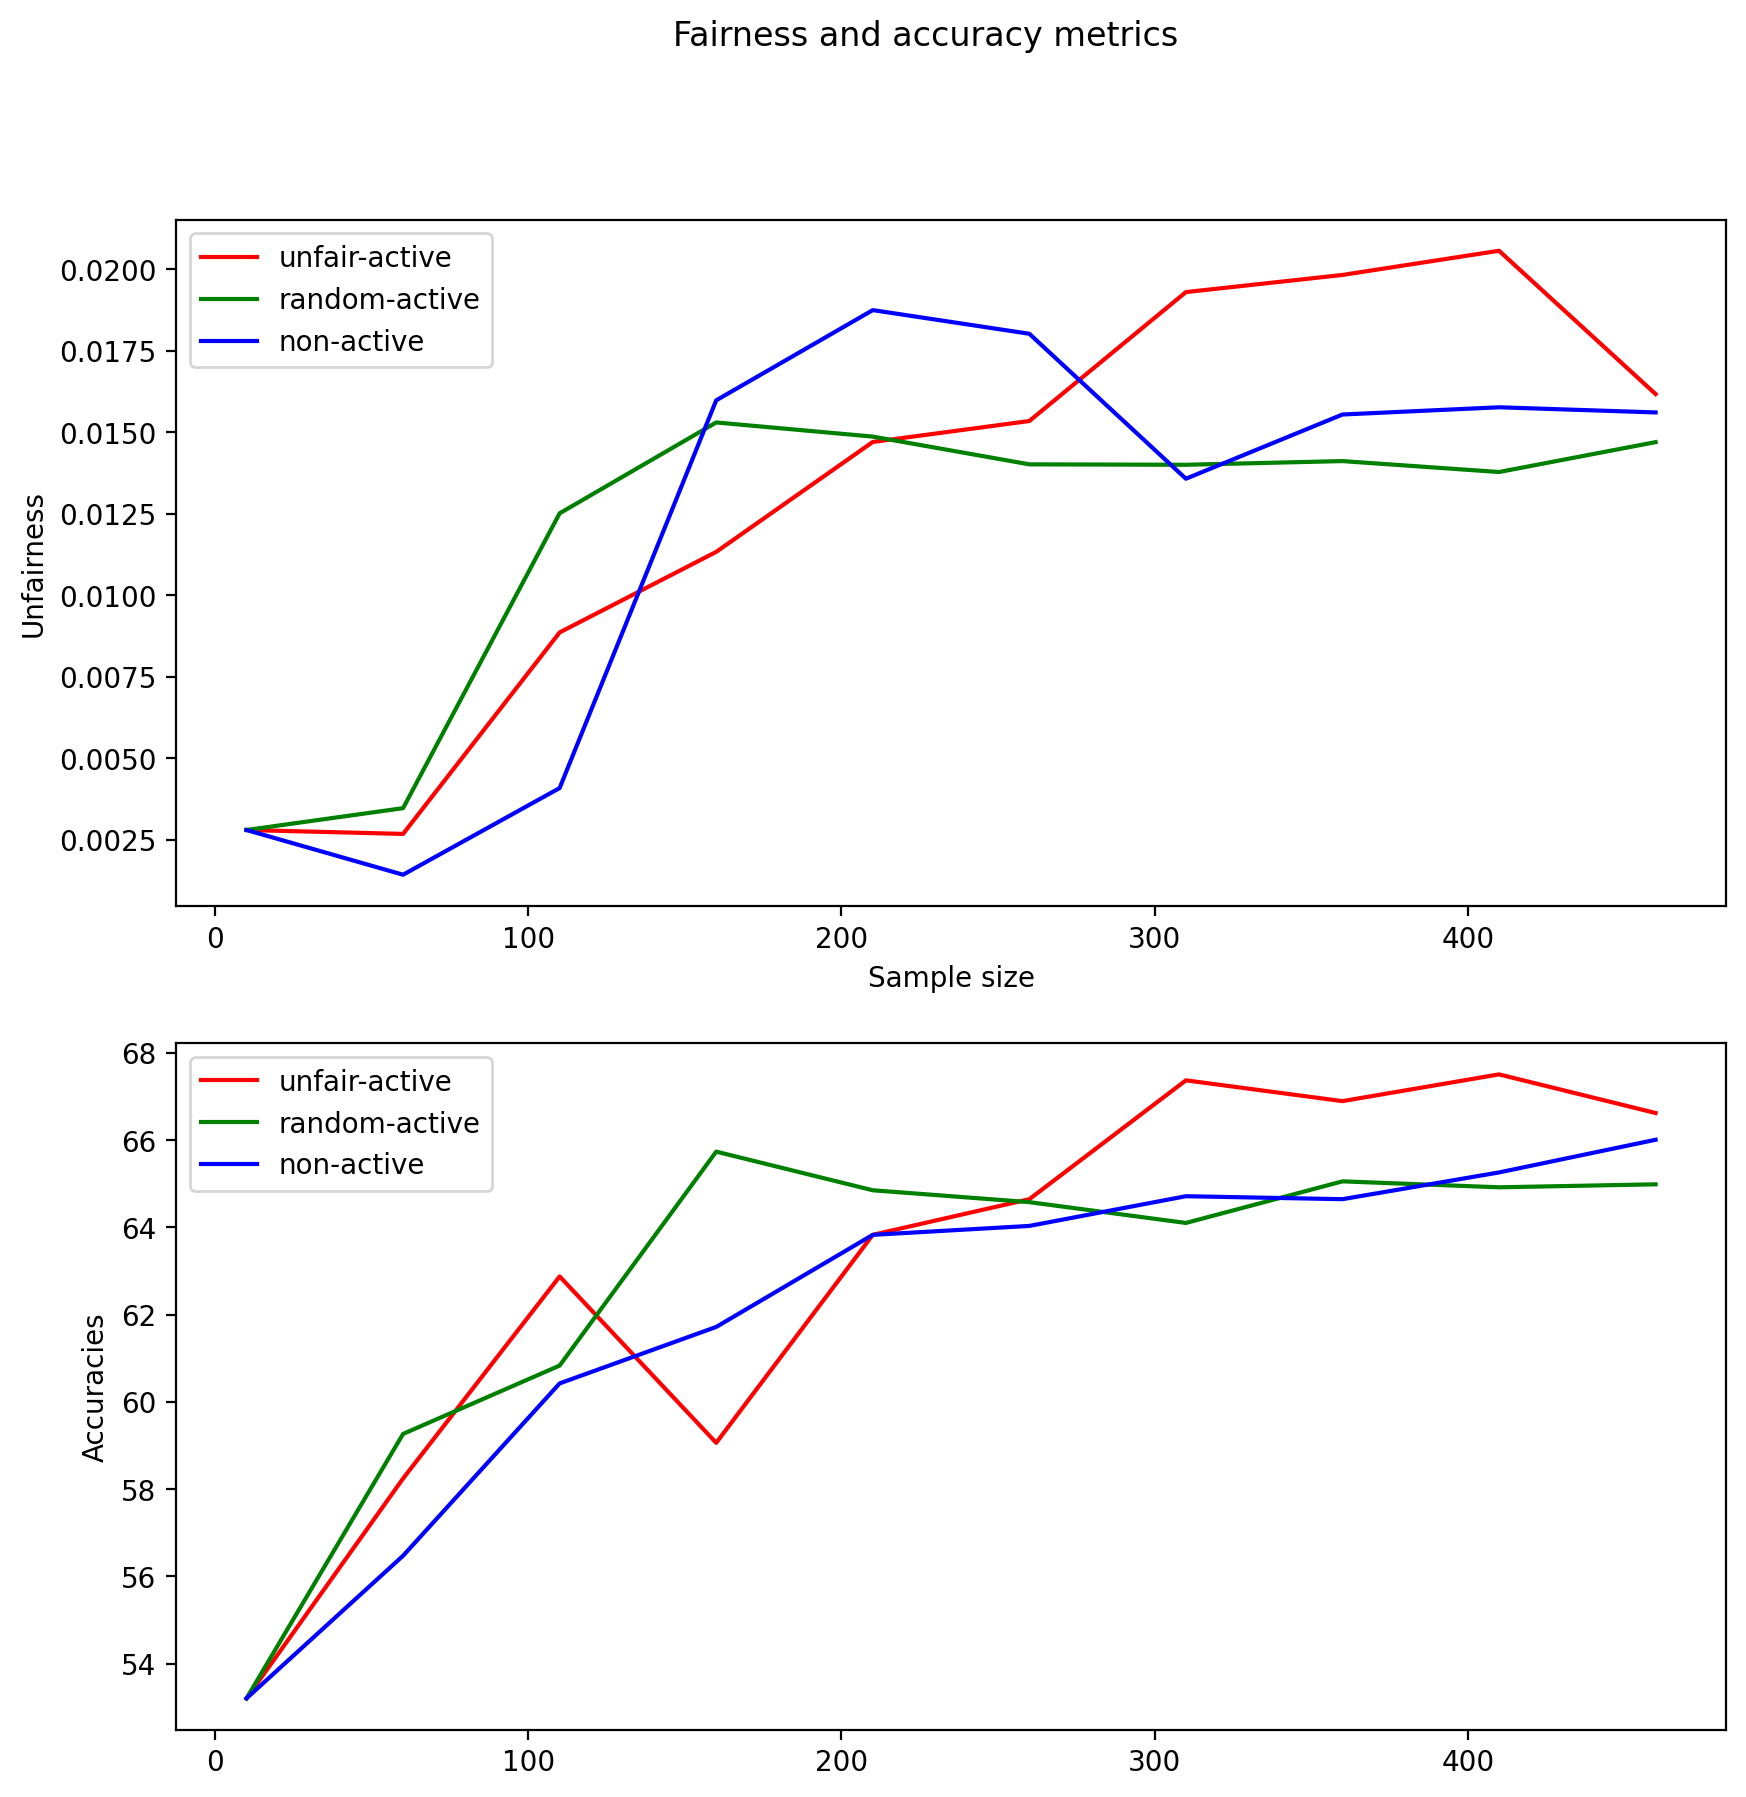 Fairness and accuracy metrics
unfair-active
random-active
non-active
0.0200
0.0175
0.0150
0.0125
0.0100
0.0075
0.0050
0.0025
Unfairness
0 100 200 300 400
Sample size
unfair-active
random-active
non-active
68
66
64
62
60
58
56
54
Accuracies
0 100 200 300 400